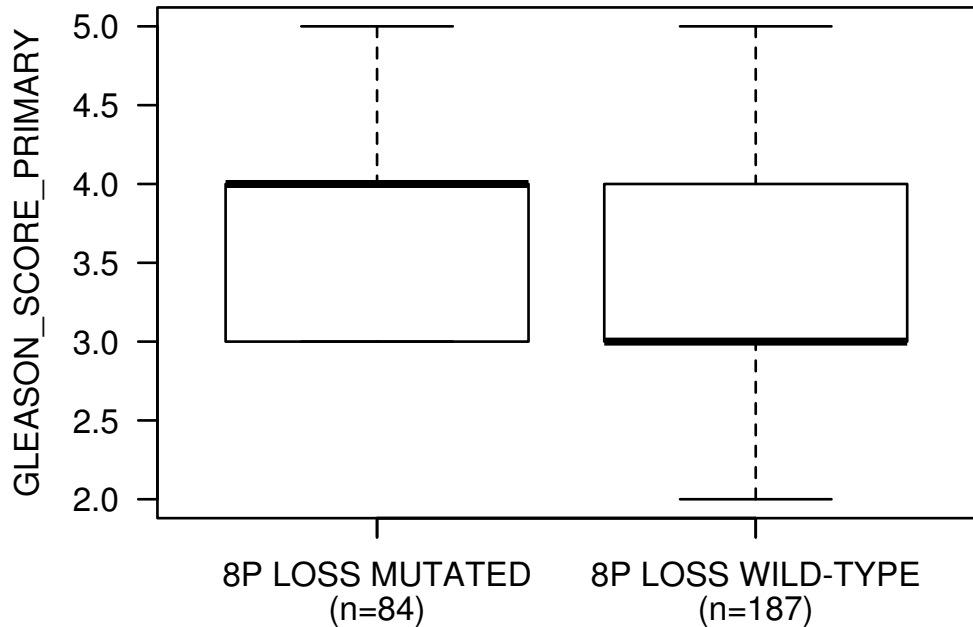 GLEASON_SCORE_PRIMARY
5.0
4.5
4.0
3.5
3.0
2.5
2.0
8P LOSS MUTATED
(n=84)
8P LOSS WILD-TYPE
(n=187)